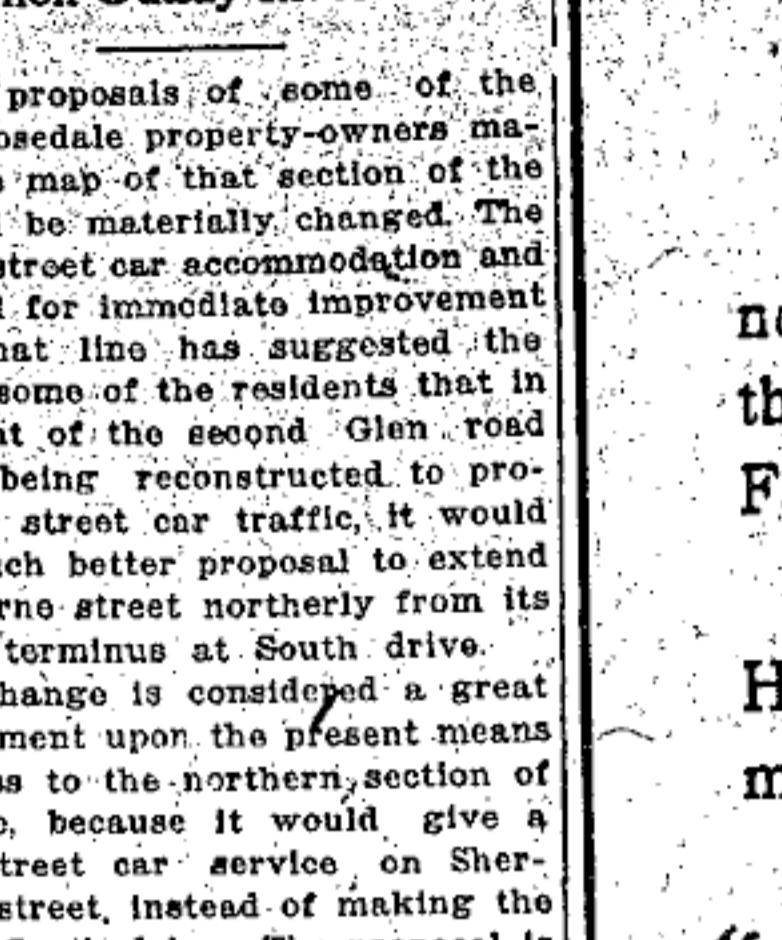 proposals of some of the
osedale property-owners ma-
map of that section of the
be materially changed. The
street car accommodation and
for immediate improvement
hat line has suggested the
some of the residents that in
nt of the second Glen road
being reconstructed to pro-
street car traffic, it would
uch better proposal to extend
rne street northerly from its
terminus at South drive.
hange is considered a great
ment upon the present means
ss to the northern section of
e, because it would give a
treet car service on Sher-
street, instead of making the
th
F
H
m